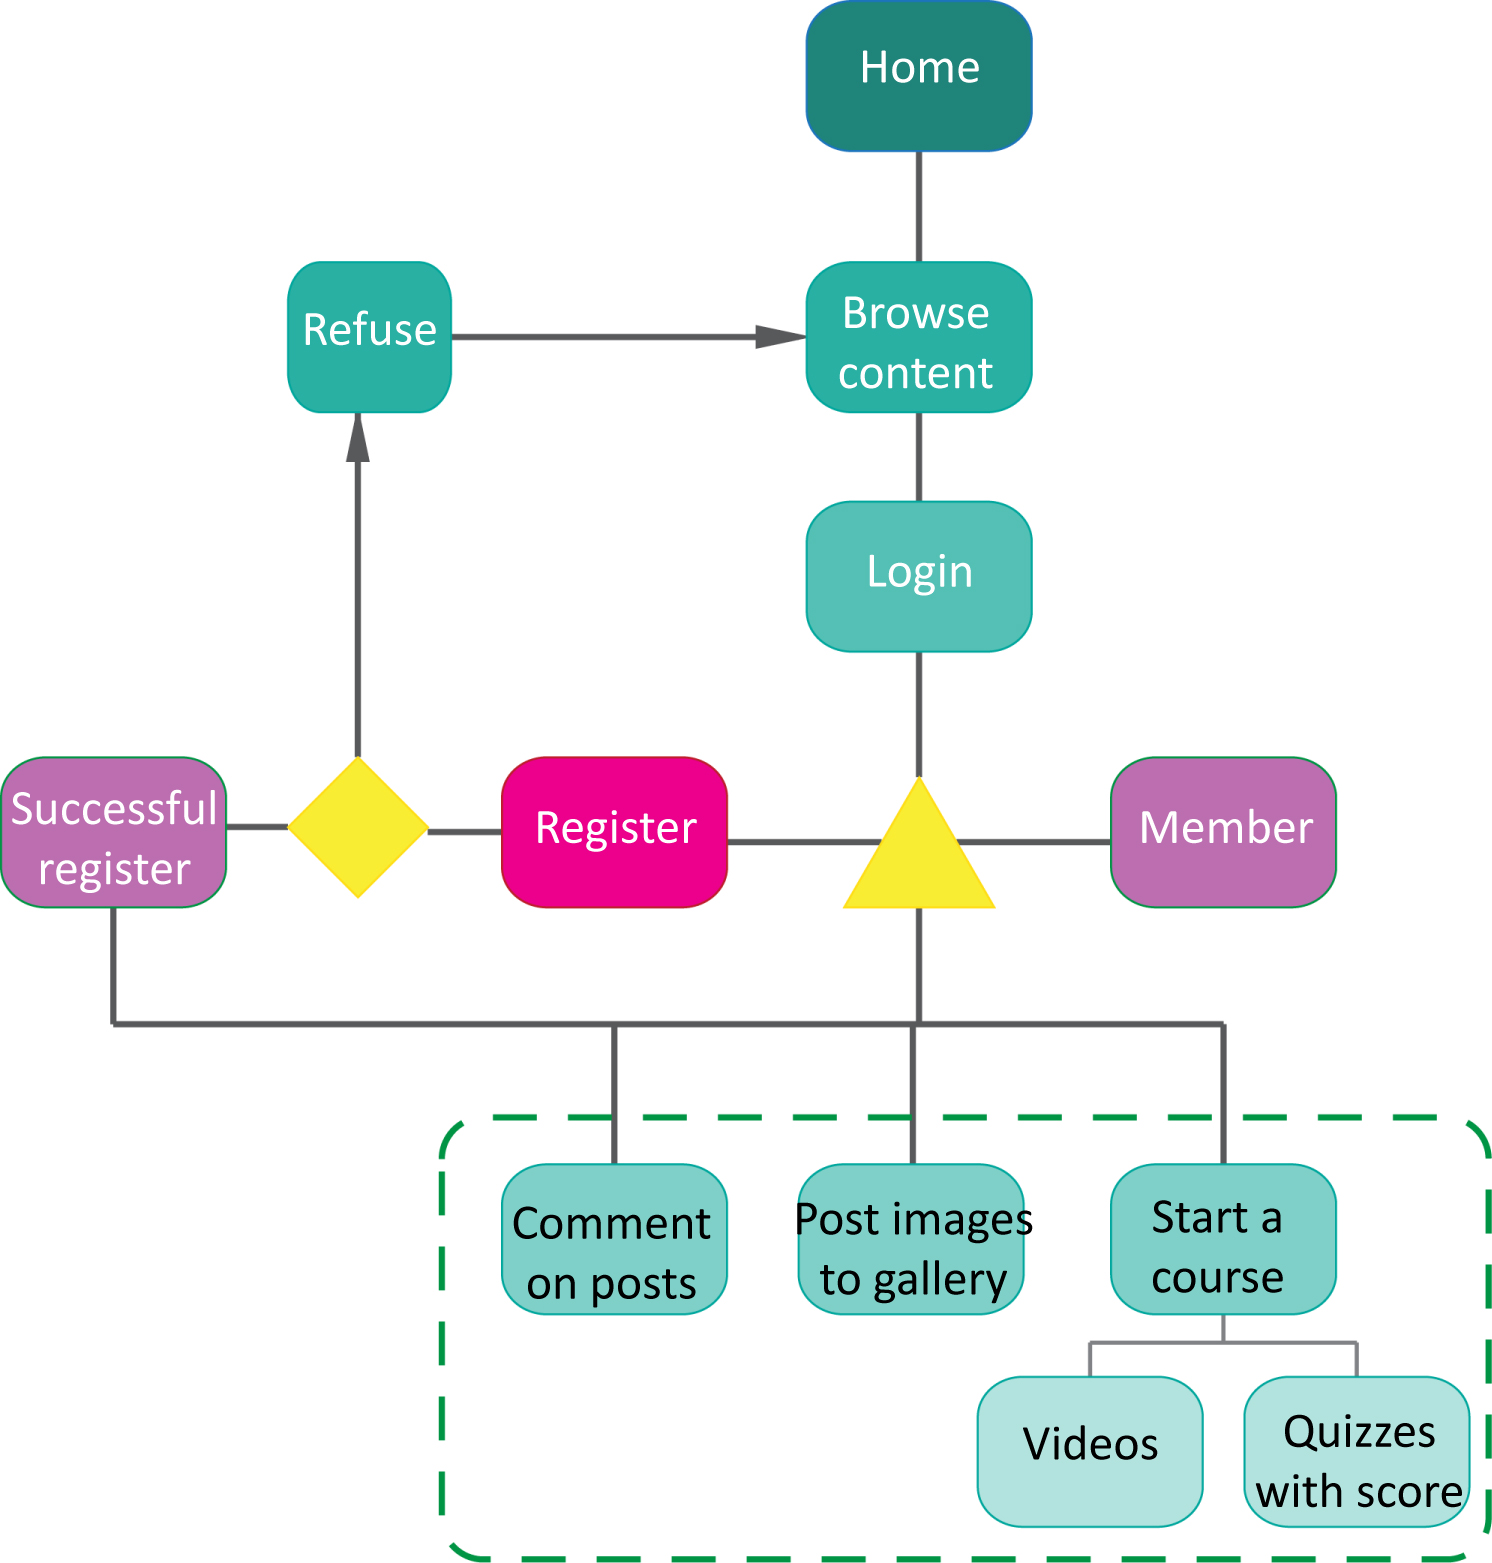 Home
Refuse
Browse
content
Login
Successful
register
Register
Member
Comment
on posts
Post images
to gallery
Start a
course
Videos
Quizzes
with score